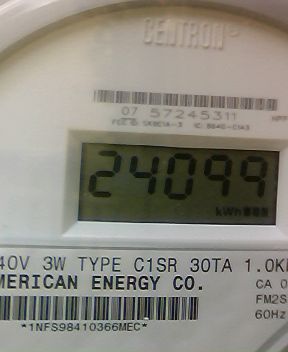 CENTRON
07 57245311
24099
kWh
40V 3W TYPE C1SR 30TA 1.0K
MERICAN ENERGY CO.
CA 0
FM2S
60Hz
*1NFS98410366MEC*